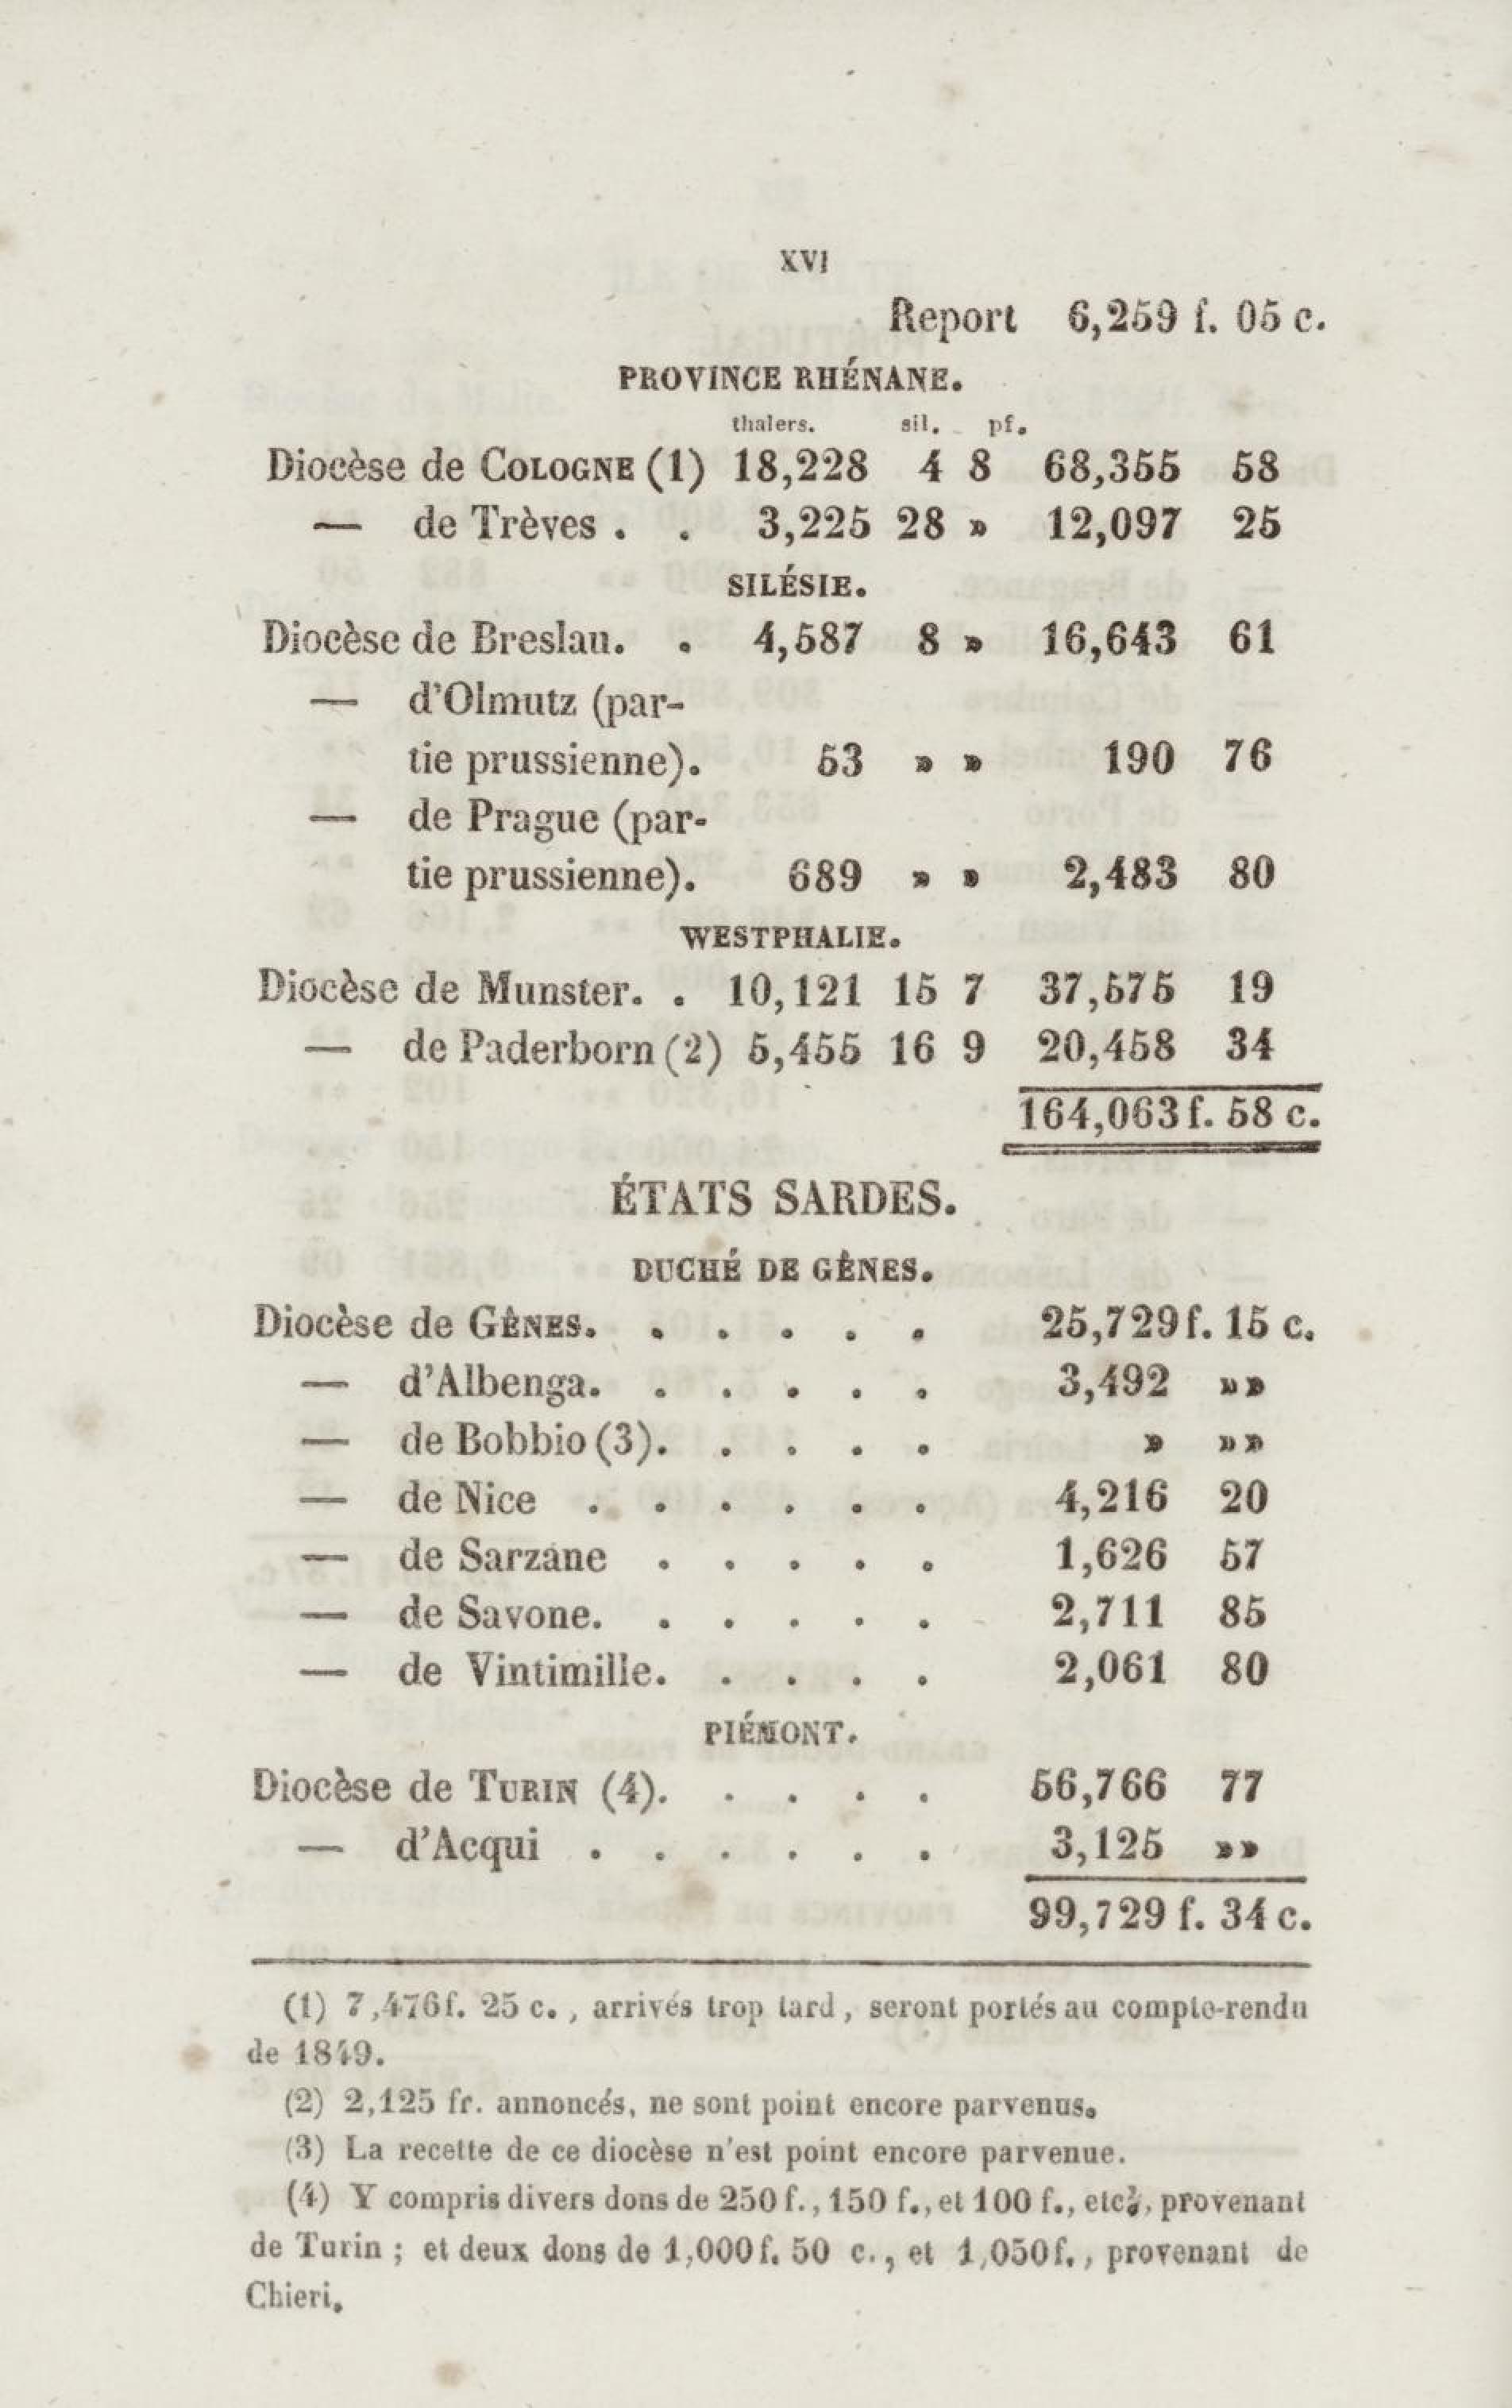 XVI
Report 6,259 f. 05 c.
PROVINCE RHÉNANE.
thalers. sil. pf.
Diocèse de COLOGNE (1) 18,228 4 8 68,355 58
— de Trèves . . 3,225 28 » 12,097 25
SILÉSIE.
Diocèse de Breslau. . 4,587 8 » 16,643 61
— d'Olmutz (par-
tie prussienne). 53 » » 190 76
— de Prague (par-
tie prussienne). 689 » » 2,483 80
WESTPHALIE.
Diocèse de Munster. . 10,121 15 7 37,575 19
— de Paderborn (2) 5,455 16 9 20,458 34
164,063 f. 58 c.
ÉTATS SARDES.
DUCHÉ DE GÊNES.
Diocèse de GÊNES. . . . . . 25,729 f. 15 c.
— d'Albenga. . . . . . 3,492 »»
— de Bobbio (3). . . . . » »»
— de Nice . . . . . . 4,216 20
— de Sarzane . . . . . 1,626 57
— de Savone. . . . . . 2,711 85
— de Vintimille. . . . . 2,061 80
PIÉMONT.
Diocèse de TURIN (4). . . . . 56,766 77
— d'Acqui . . . . . . 3,125 »»
99,729 f. 34 c.
(1) 7,476 f. 25 c., arrivés trop tard, seront portés au compte-rendu
de 1849.
(2) 2,125 fr. annoncés, ne sont point encore parvenus.
(3) La recette de ce diocèse n'est point encore parvenue.
(4) Y compris divers dons de 250 f., 150 f., et 100 f., etc., provenant
de Turin ; et deux dons de 1,000 f. 50 c., et 1,050 f., provenant de
Chieri.